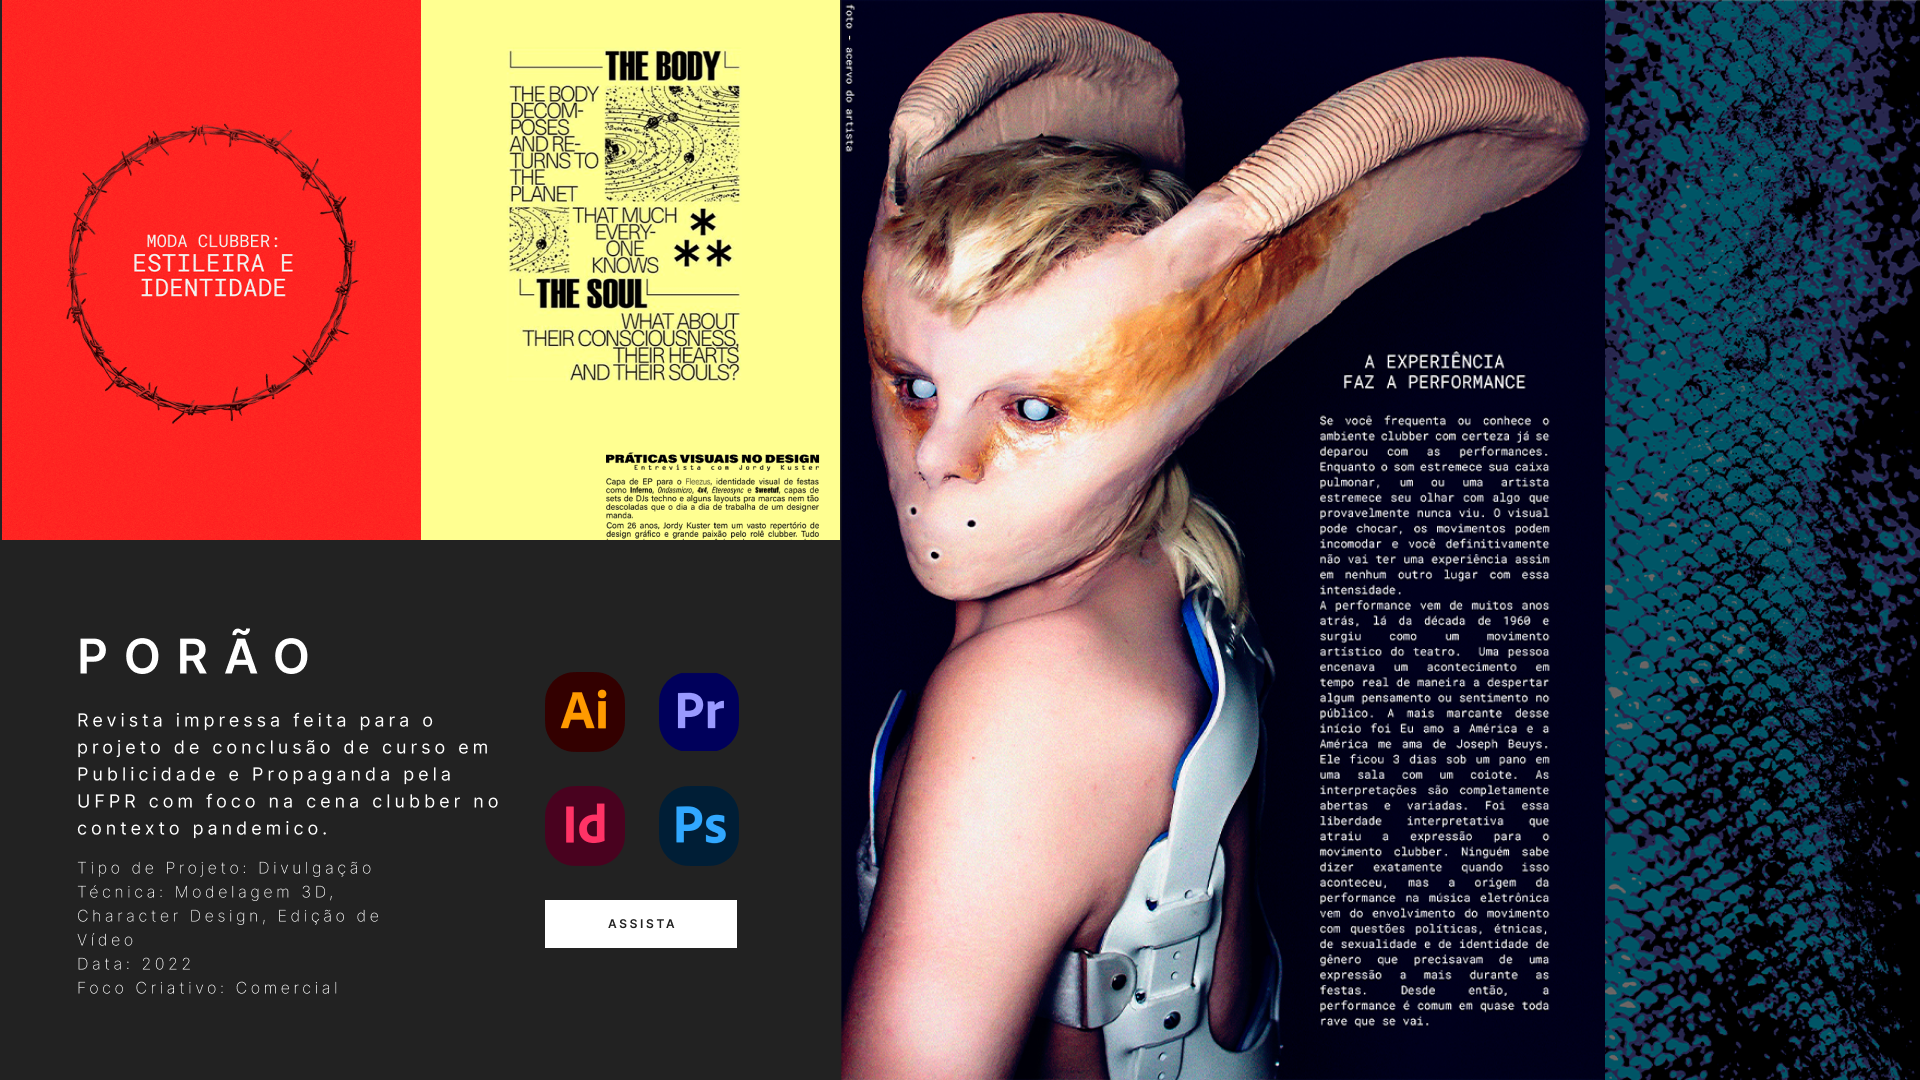 MODA CLUBBER:
ESTILEIRA E
IDENTIDADE
THE BODY
THE BODY
DECOM-
POSES
AND RE-
TURNS TO
THE
PLANET
THAT MUCH
EVERY-
ONE
KNOWS
***
THE SOUL
WHAT ABOUT
THEIR CONSCIOUSNESS,
THEIR HEARTS
AND THEIR SOULS?
PRÁTICAS VISUAIS NO DESIGN
Entrevista com Jordy Kuster
Capa de EP para o Fleezus, identidade visual de festas
como Inferno, Ondasmicro, 4x4, Etereosync e Sweetuf, capas de
sets de DJs techno e alguns layouts pra marcas nem tão
descoladas que o dia a dia de trabalha de um designer
manda.
Com 26 anos, Jordy Kuster tem um vasto repertório de
design gráfico e grande paixão pelo rolê clubber. Tudo
PORÃO
Revista impressa feita para o
projeto de conclusão de curso em
Publicidade e Propaganda pela
UFPR com foco na cena clubber no
contexto pandemico.
Tipo de Projeto: Divulgação
Técnica: Modelagem 3D,
Character Design, Edição de
Vídeo
Data: 2022
Foco Criativo: Comercial
Ai
Pr
Id
Ps
ASSISTA
foto - acervo do artista
A EXPERIÊNCIA
FAZ A PERFORMANCE
Se você frequenta ou conhece o
ambiente clubber com certeza já se
deparou com as performances.
Enquanto o som estremece sua caixa
pulmonar, um ou uma artista
estremece seu olhar com algo que
provavelmente nunca viu. O visual
pode chocar, os movimentos podem
incomodar e você definitivamente
não vai ter uma experiência assim
em nenhum outro lugar com essa
intensidade.
A performance vem de muitos anos
atrás, lá da década de 1960 e
surgiu como um movimento
artístico do teatro. Uma pessoa
encenava um acontecimento em
tempo real de maneira a despertar
algum pensamento ou sentimento no
público. A mais marcante desse
início foi Eu amo a América e a
América me ama de Joseph Beuys.
Ele ficou 3 dias sob um pano em
uma sala com um coiote. As
interpretações são completamente
abertas e variadas. Foi essa
liberdade interpretativa que
atraiu a expressão para o
movimento clubber. Ninguém sabe
dizer exatamente quando isso
aconteceu, mas a origem da
performance na música eletrônica
vem do envolvimento do movimento
com questões políticas, étnicas,
de sexualidade e de identidade de
gênero que precisavam de uma
expressão a mais durante as
festas. Desde então, a
performance é comum em quase toda
rave que se vai.